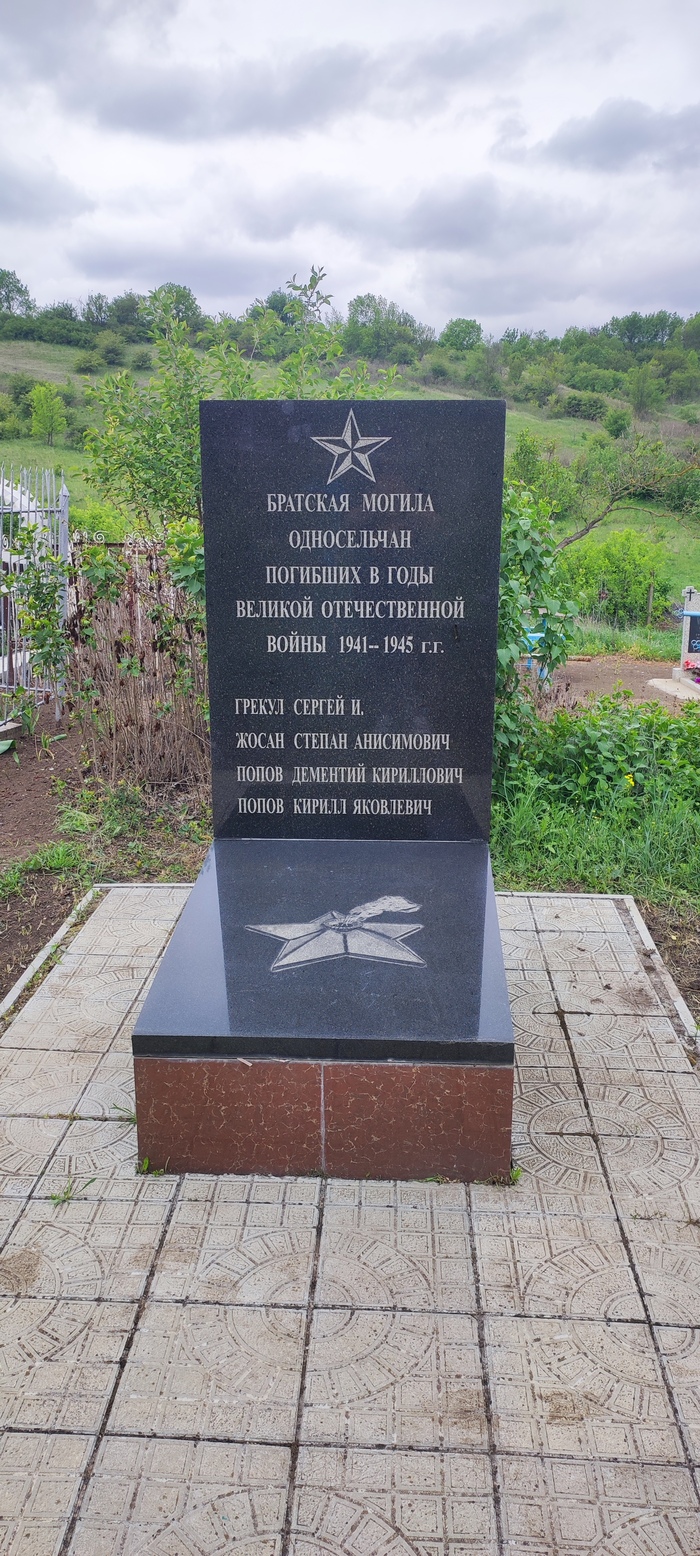 БРАТСКАЯ МОГИЛА
ОДНОСЕЛЬЧАН
ПОГИБШИХ В ГОДЫ
ВЕЛИКОЙ ОТЕЧЕСТВЕННОЙ
ВОЙНЫ 1941--1945 г.г.
ГРЕКУЛ СЕРГЕЙ И.
ЖОСАН СТЕПАН АНИСИМОВИЧ
ПОПОВ ДЕМЕНТИЙ КИРИЛЛОВИЧ
ПОПОВ КИРИЛЛ ЯКОВЛЕВИЧ